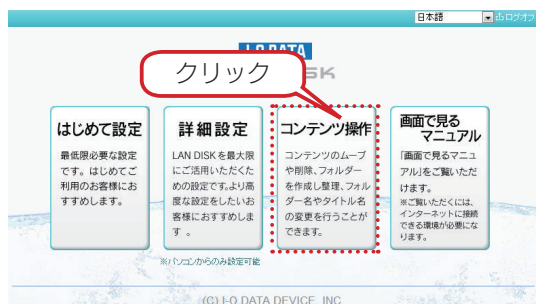 日本語
ログオフ
I-O DATA
クリック
SK
はじめて設定
最低限必要な設定
です。はじめてご
利用のお客様にお
すすめします。
詳細設定
LAN DISKを最大限
にご活用いただくた
めの設定です。より高
度な設定をしたいお
客様におすすめしま
す 。
※パソコンからのみ設定可能
コンテンツ操作
コンテンツのムーブ
や削除、フォルダー
を作成し整理、フォル
ダー名やタイトル名
の変更を行うことが
できます。
画面で見る
マニュアル
「画面で見るマニュ
アル」をご覧いただ
けます。
※ご覧いただくには、
インターネットに接続
できる環境が必要にな
ります。
(C) I-O DATA DEVICE, INC